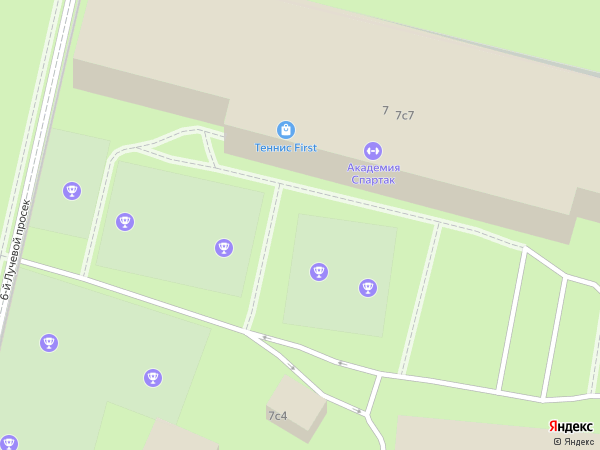 7
7с7
Теннис First
Академия
Спартак
6-й Лучевой просек
7с4
Яндекс
© Яндекс